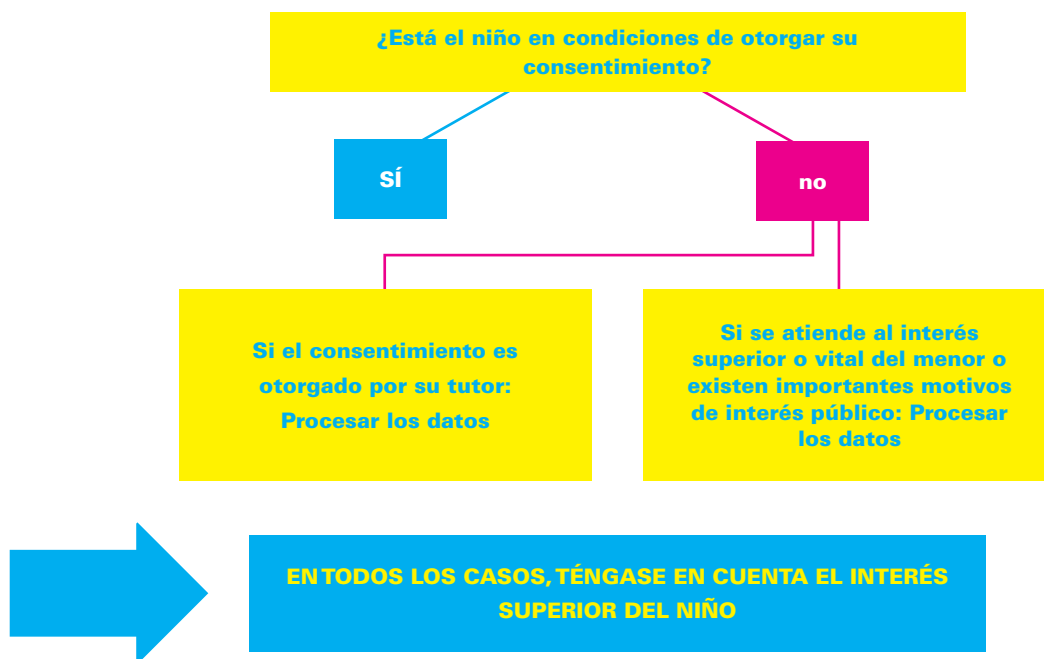 ¿Está el niño en condiciones de otorgar su
consentimiento?
SÍ
no
Si el consentimiento es
otorgado por su tutor:
Procesar los datos
Si se atiende al interés
superior o vital del menor o
existen importantes motivos
de interés público: Procesar
los datos
EN TODOS LOS CASOS, TÉNGASE EN CUENTA EL INTERÉS
SUPERIOR DEL NIÑO